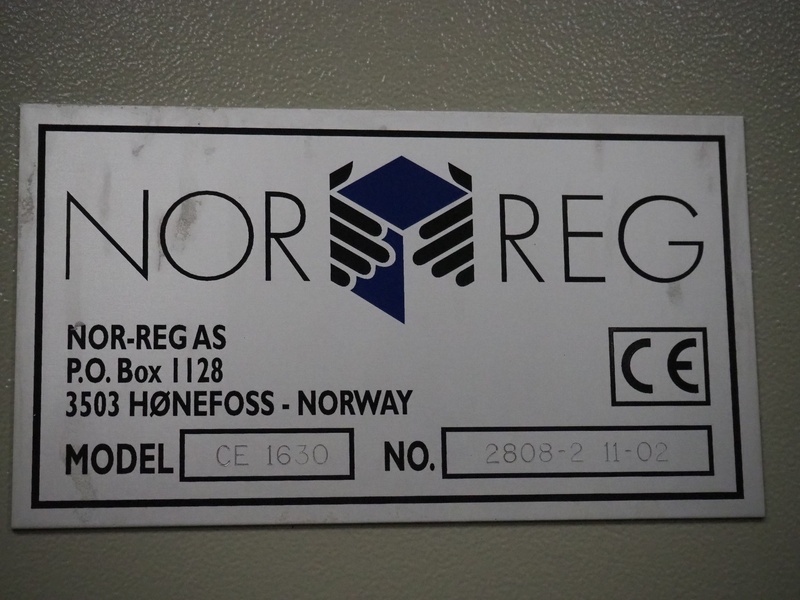 NOR REG
NOR-REG AS
P.O. Box 1128
3503 HØNEFOSS - NORWAY
CE
MODEL CE 1630 NO. 2808-2 11-02